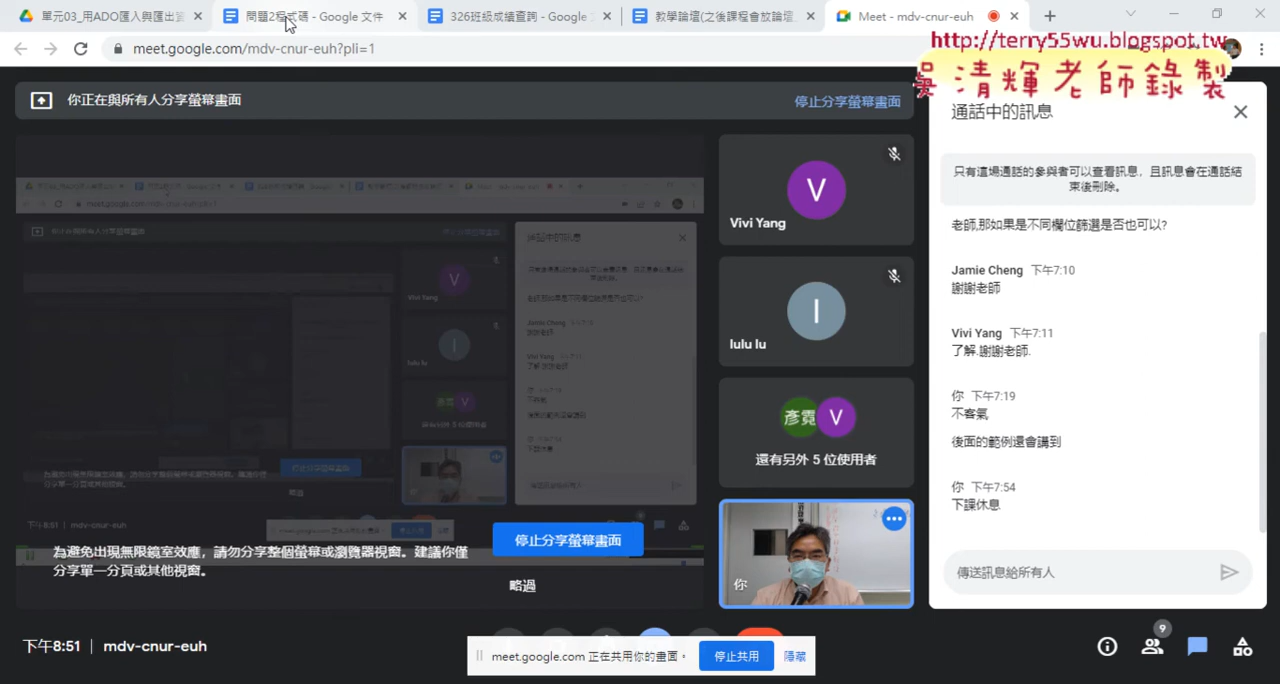 單元03_用ADO匯入與匯出資
問題2程式碼 - Google 文件
326班級成績查詢 - Google
教學論壇(之後課程會放論壇
Meet - mdv-cnur-euh
meet.google.com/mdv-cnur-euh?pli=1
http://terry55wu.blogspot.tw
吳清輝老師錄製
你正在與所有人分享螢幕畫面
停止分享螢幕畫面
通話中的訊息
只有這場通話的參與者可以查看訊息，且訊息會在通話結
束後刪除。
老師,那如果是不同欄位篩選是否也可以?
Jamie Cheng 下午7:10
謝謝老師
Vivi Yang 下午7:11
了解.謝謝老師.
你 下午7:19
不客氣
後面的範例還會講到
你 下午7:54
下課休息
傳送訊息給所有人
V
Vivi Yang
l
lulu lu
彥霓 V
還有另外 5 位使用者
你
為避免出現無限鏡室效應，請勿分享整個螢幕或瀏覽器視窗。建議你僅
分享單一分頁或其他視窗。
停止分享螢幕畫面
略過
下午8:51 | mdv-cnur-euh
meet.google.com 正在共用你的畫面。
停止共用
隱藏
9